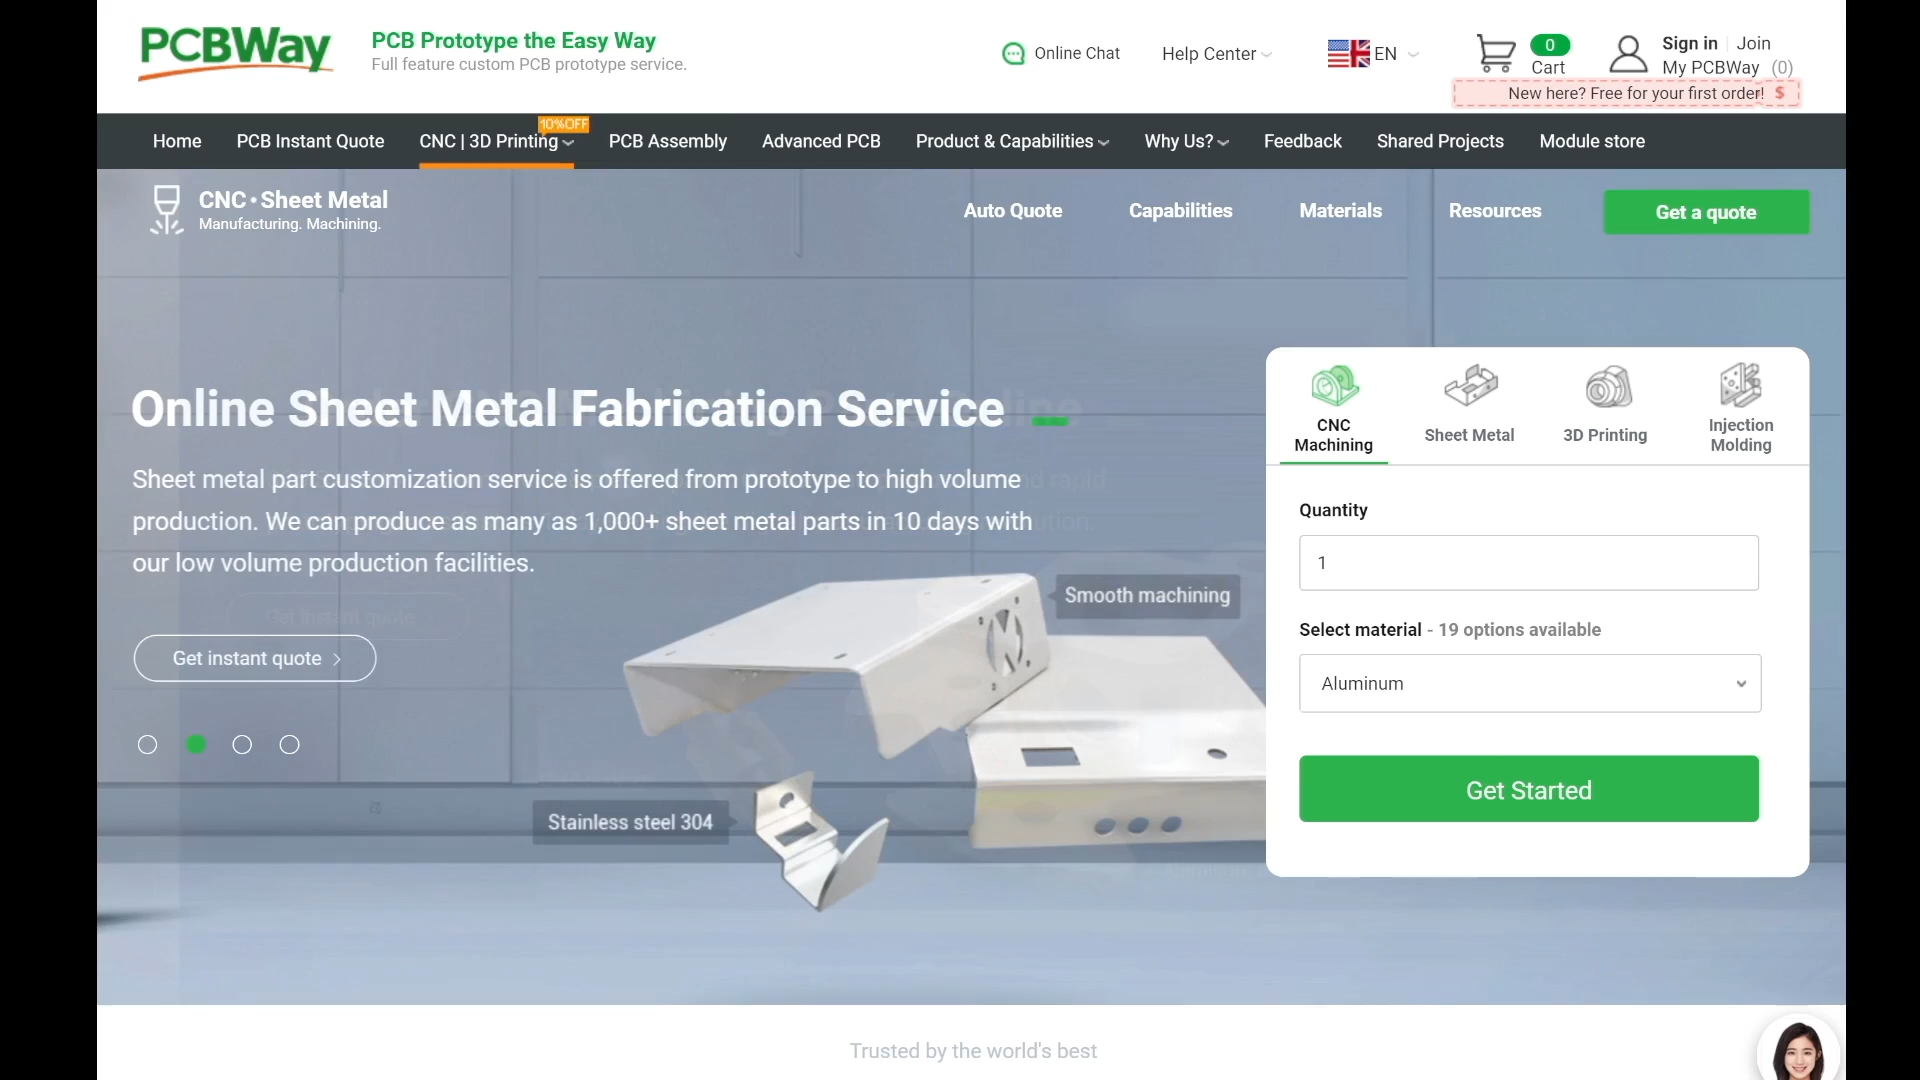 PCBWay
PCB Prototype the Easy Way
Full feature custom PCB prototype service.
Online Chat
Help Center
EN
0
Cart
Sign in
Join
My PCBWay (0)
New here? Free for your first order! $
10%OFF
Home
PCB Instant Quote
CNC | 3D Printing
PCB Assembly
Advanced PCB
Product & Capabilities
Why Us?
Feedback
Shared Projects
Module store
CNC • Sheet Metal
Manufacturing. Machining.
Auto Quote
Capabilities
Materials
Resources
Get a quote
Online Sheet Metal Fabrication Service
Sheet metal part customization service is offered from prototype to high volume
production. We can produce as many as 1,000+ sheet metal parts in 10 days with
our low volume production facilities.
Get instant quote
Get instant quote >
Smooth machining
Stainless steel 304
CNC
Machining
Sheet Metal
3D Printing
Injection
Molding
Quantity
1
Select material - 19 options available
Aluminum
Get Started
Trusted by the world's best